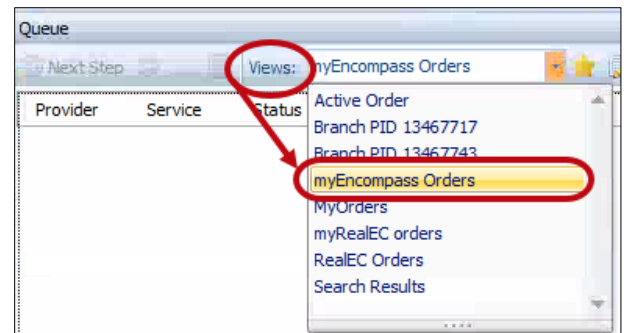 Queue
Next Step Views: myEncompass Orders
Provider Service Status
Active Order
Branch PID 13467717
Branch PID 13467743
myEncompass Orders
MyOrders
myRealEC orders
RealEC Orders
Search Results